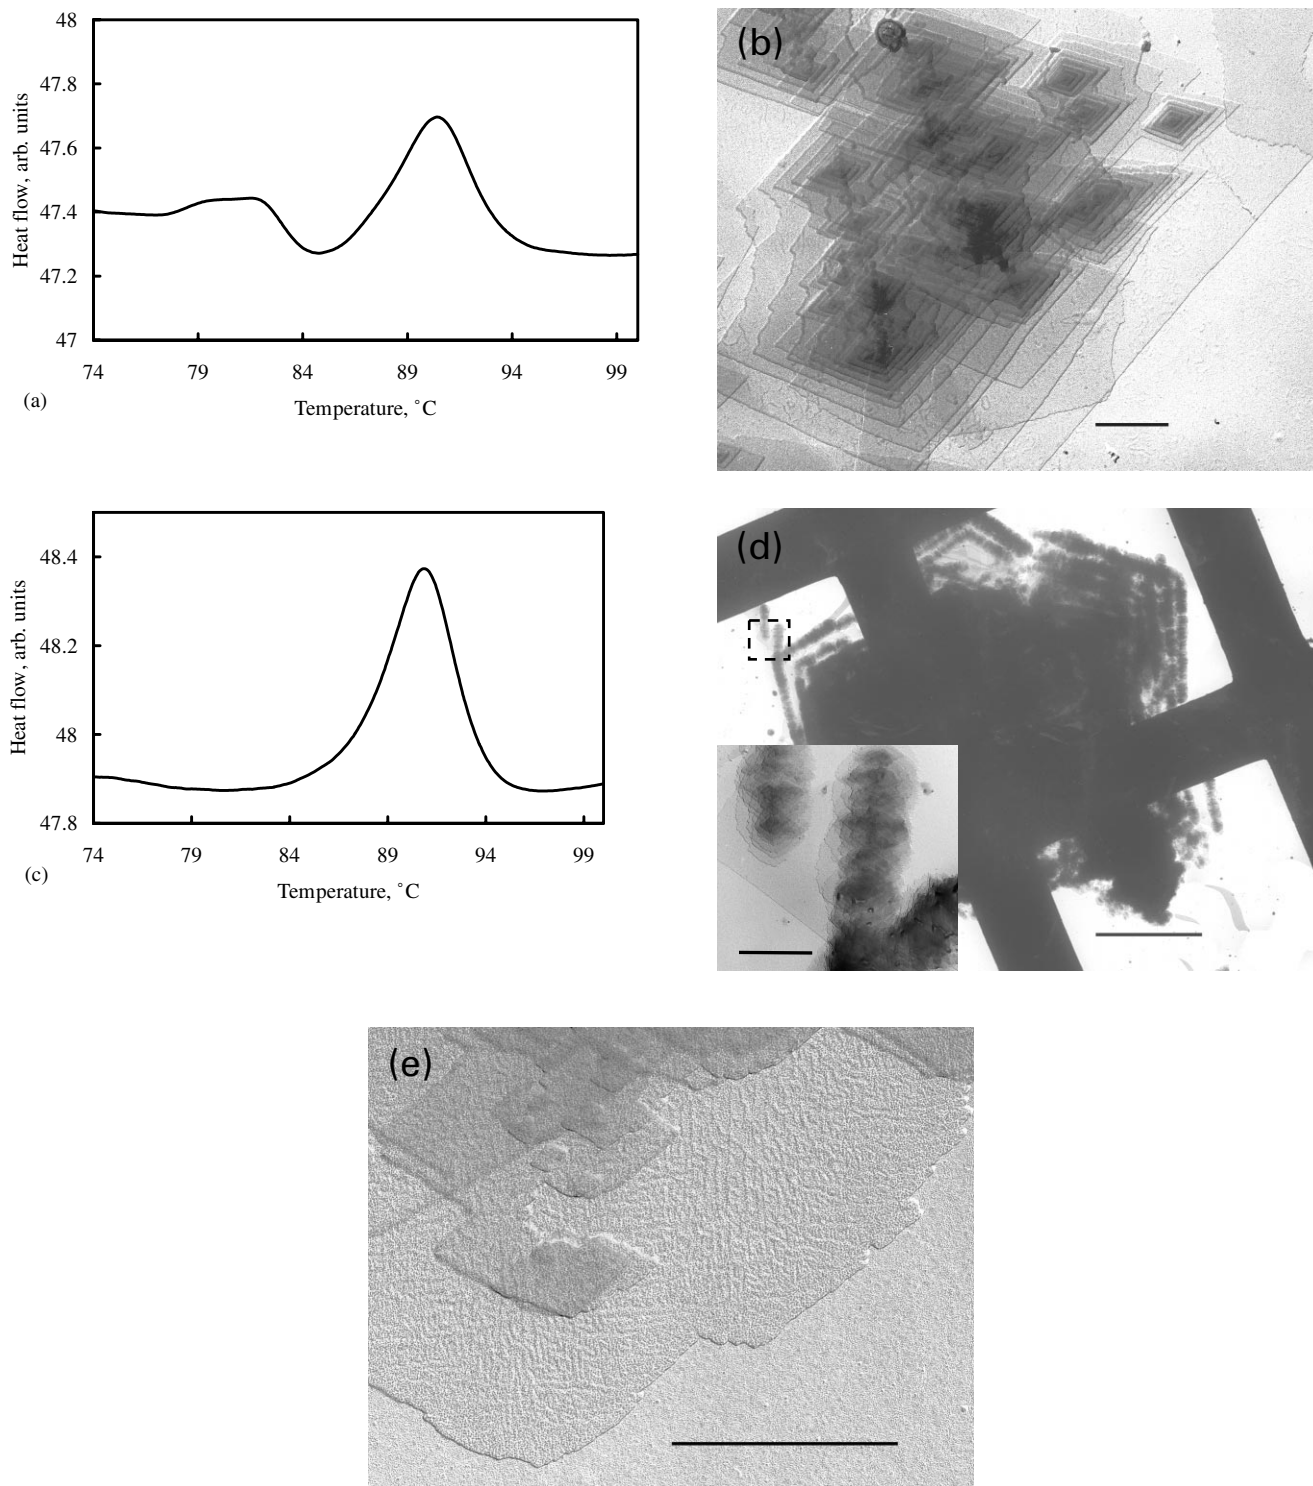 48
47.8
47.6
47.4
47.2
47
Heat flow, arb. units
74 79 84 89 94 99
Temperature, ˚C
(a)
(b)
48.4
48.2
48
47.8
Heat flow, arb. units
74 79 84 89 94 99
Temperature, ˚C
(c)
(d)
(e)